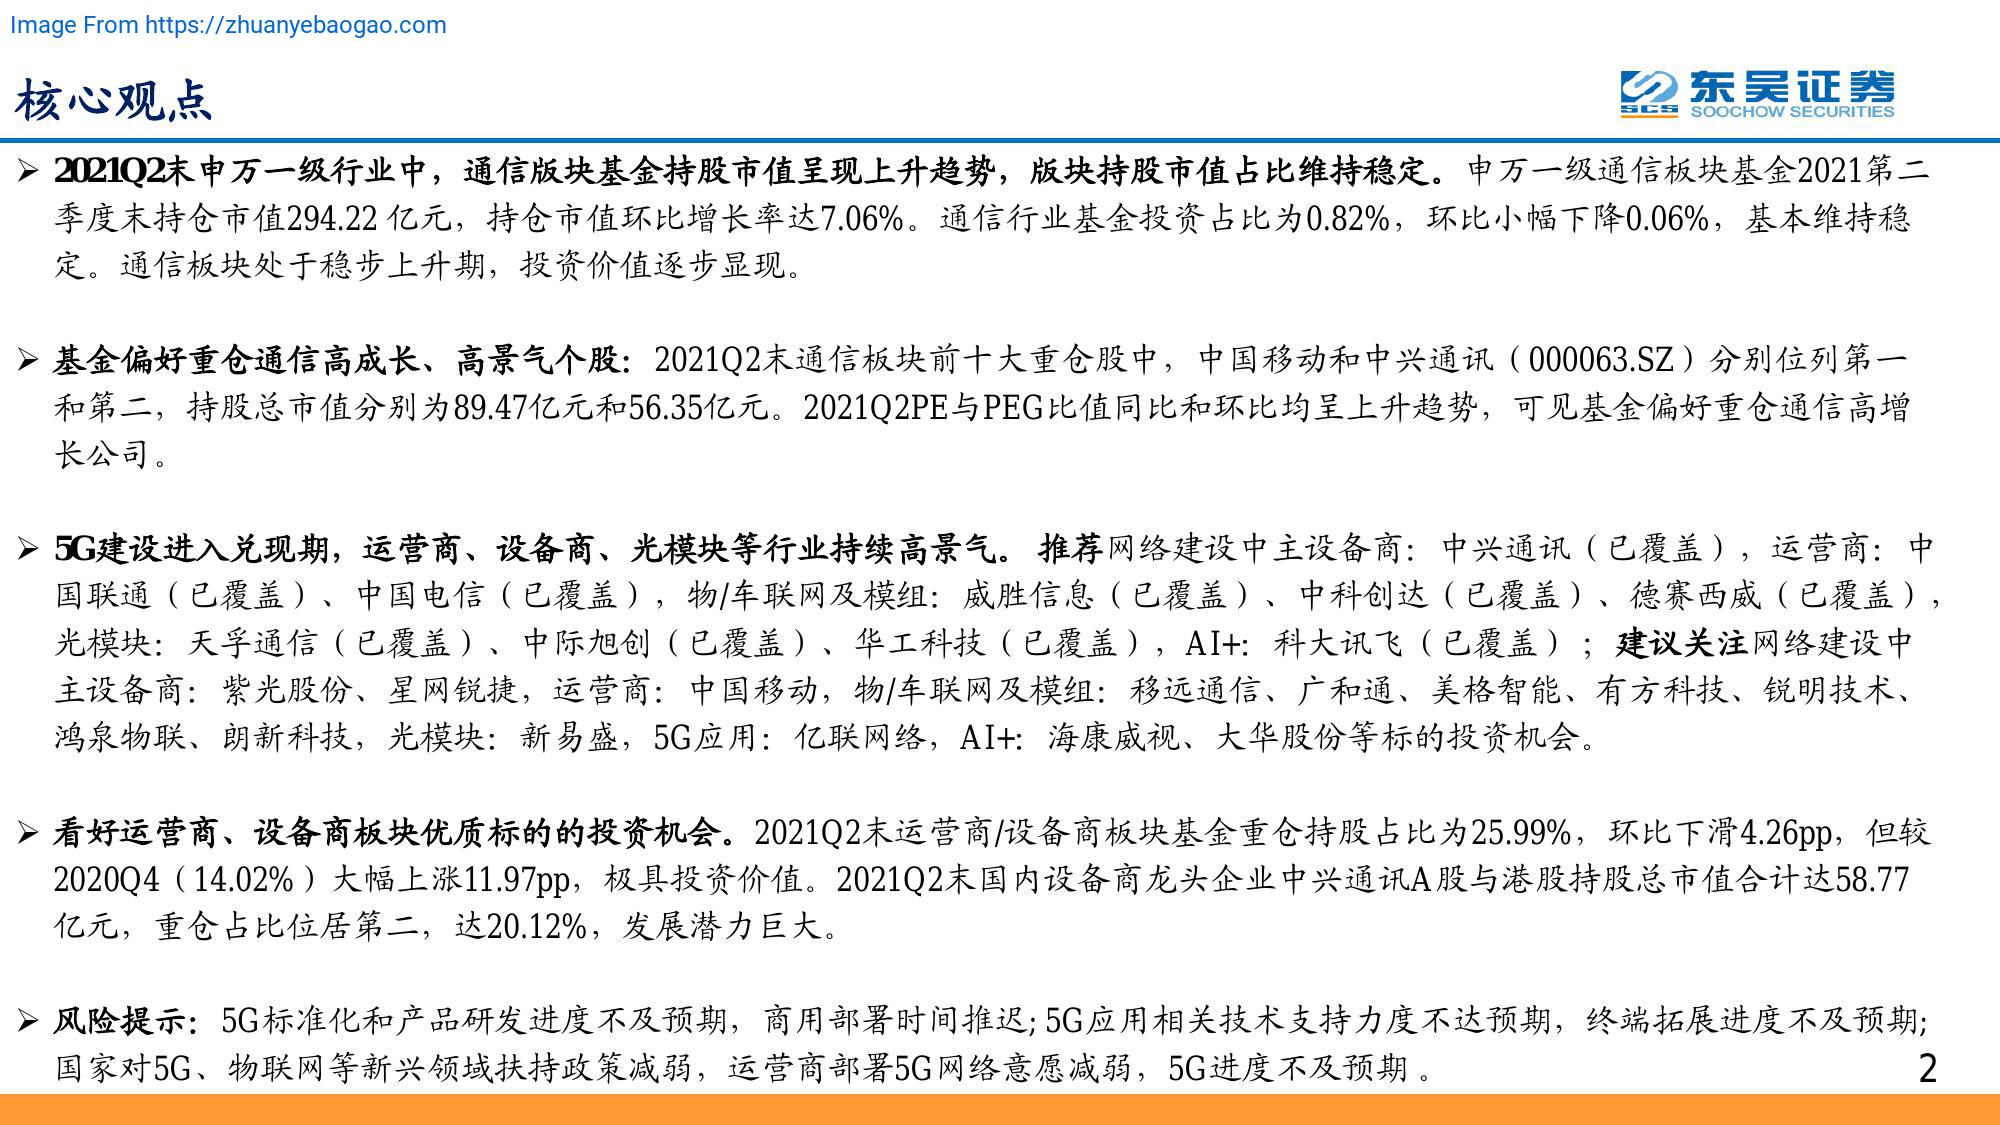 Image From https://zhuanyebaogao.com
核心观点
东吴证券
SCS
SOOCHOW SECURITIES
➢ 2021Q2末申万一级行业中，通信版块基金持股市值呈现上升趋势，版块持股市值占比维持稳定。申万一级通信板块基金2021第二
季度末持仓市值294.22 亿元，持仓市值环比增长率达7.06%。通信行业基金投资占比为0.82%，环比小幅下降0.06%，基本维持稳
定。通信板块处于稳步上升期，投资价值逐步显现。
➢ 基金偏好重仓通信高成长、高景气个股：2021Q2末通信板块前十大重仓股中，中国移动和中兴通讯（000063.SZ）分别位列第一
和第二，持股总市值分别为89.47亿元和56.35亿元。2021Q2PE与PEG比值同比和环比均呈上升趋势，可见基金偏好重仓通信高增
长公司。
➢ 5G建设进入兑现期，运营商、设备商、光模块等行业持续高景气。 推荐网络建设中主设备商：中兴通讯（已覆盖），运营商：中
国联通（已覆盖）、中国电信（已覆盖），物/车联网及模组：威胜信息（已覆盖）、中科创达（已覆盖）、德赛西威（已覆盖），
光模块：天孚通信（已覆盖）、中际旭创（已覆盖）、华工科技（已覆盖），AI+：科大讯飞（已覆盖）；建议关注网络建设中
主设备商：紫光股份、星网锐捷，运营商：中国移动，物/车联网及模组：移远通信、广和通、美格智能、有方科技、锐明技术、
鸿泉物联、朗新科技，光模块：新易盛，5G应用：亿联网络，AI+：海康威视、大华股份等标的投资机会。
➢ 看好运营商、设备商板块优质标的的投资机会。2021Q2末运营商/设备商板块基金重仓持股占比为25.99%，环比下滑4.26pp，但较
2020Q4（14.02%）大幅上涨11.97pp，极具投资价值。2021Q2末国内设备商龙头企业中兴通讯A股与港股持股总市值合计达58.77
亿元，重仓占比位居第二，达20.12%，发展潜力巨大。
➢ 风险提示：5G标准化和产品研发进度不及预期，商用部署时间推迟; 5G应用相关技术支持力度不达预期，终端拓展进度不及预期;
国家对5G、物联网等新兴领域扶持政策减弱，运营商部署5G网络意愿减弱，5G进度不及预期 。
2